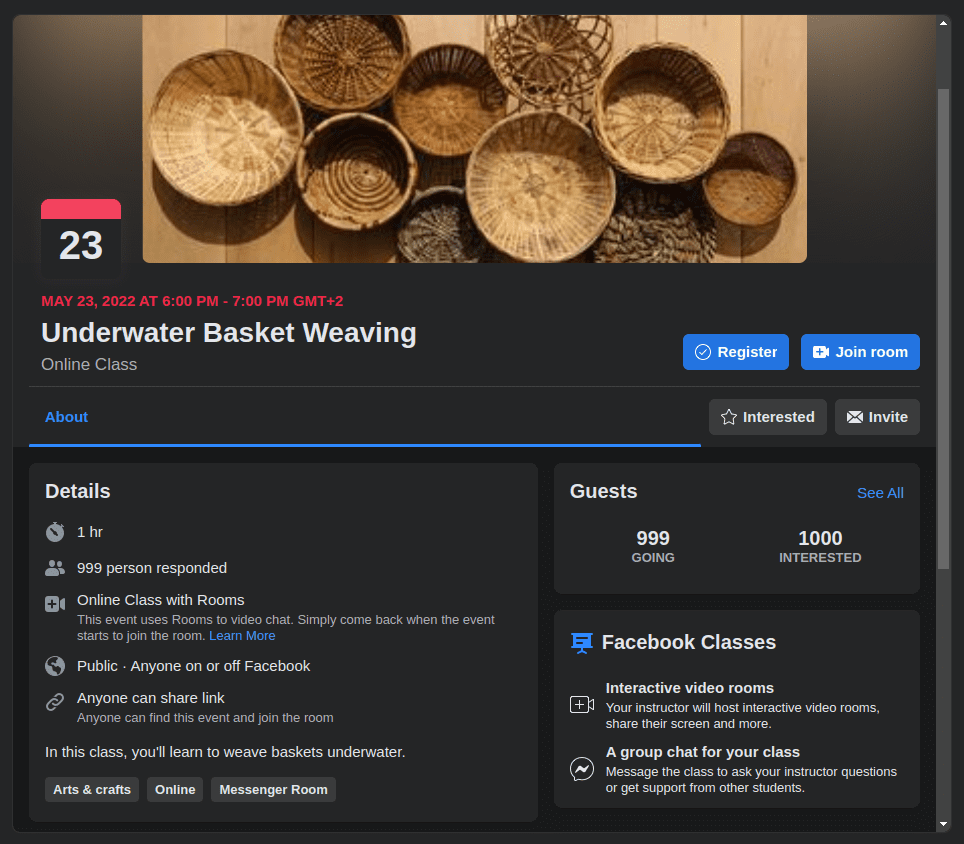 23
MAY 23, 2022 AT 6:00 PM - 7:00 PM GMT+2
Underwater Basket Weaving
Online Class
Register
Join room
About
Interested
Invite
Details
1 hr
999 person responded
Online Class with Rooms
This event uses Rooms to video chat. Simply come back when the event
starts to join the room. Learn More
Public · Anyone on or off Facebook
Anyone can share link
Anyone can find this event and join the room
In this class, you'll learn to weave baskets underwater.
Arts & crafts
Online
Messenger Room
Guests
See All
999
GOING
1000
INTERESTED
Facebook Classes
Interactive video rooms
Your instructor will host interactive video rooms,
share their screen and more.
A group chat for your class
Message the class to ask your instructor questions
or get support from other students.